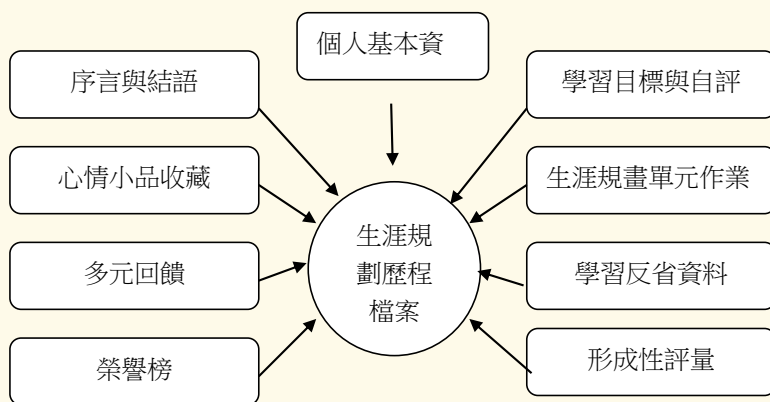 個人基本資
序言與結語
學習目標與自評
心情小品收藏
生涯規畫單元作業
生涯規
劃歷程
檔案
多元回饋
學習反省資料
榮譽榜
形成性評量